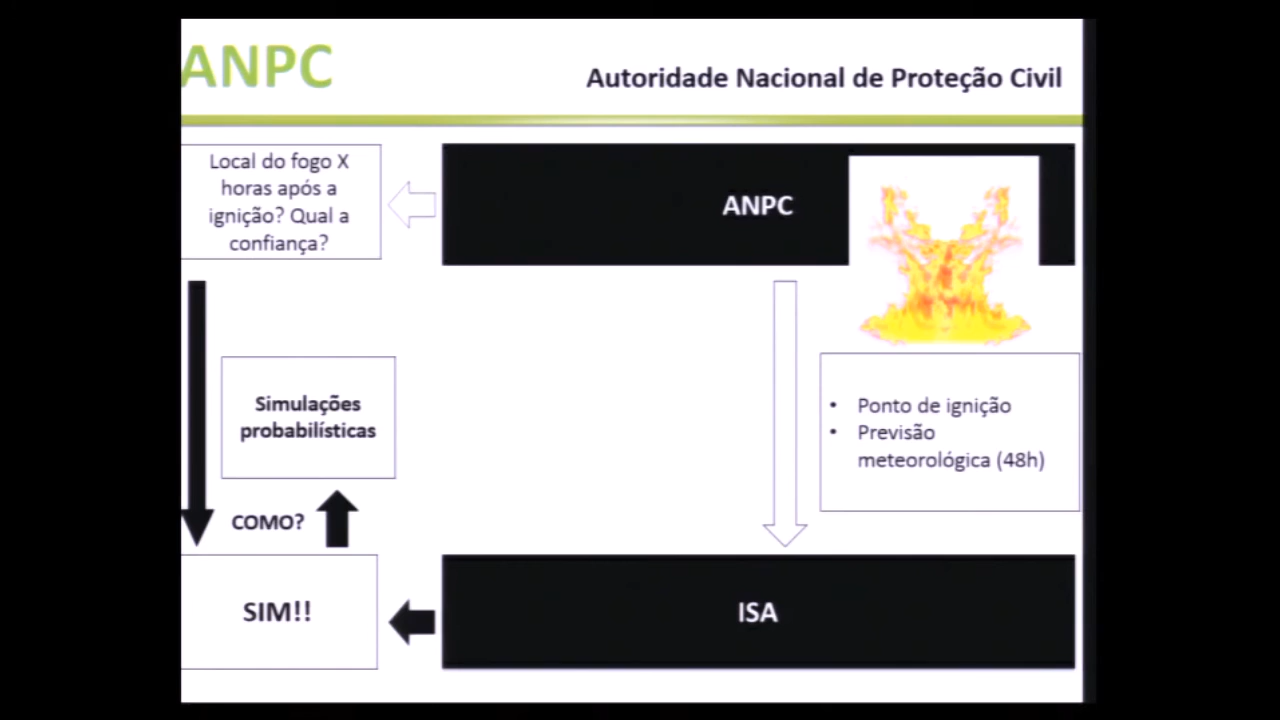 ANPC
Autoridade Nacional de Proteção Civil
Local do fogo X
horas após a
ignição? Qual a
confiança?
ANPC
Simulações
probabilísticas
• Ponto de ignição
• Previsão
meteorológica (48h)
COMO?
SIM!!
ISA